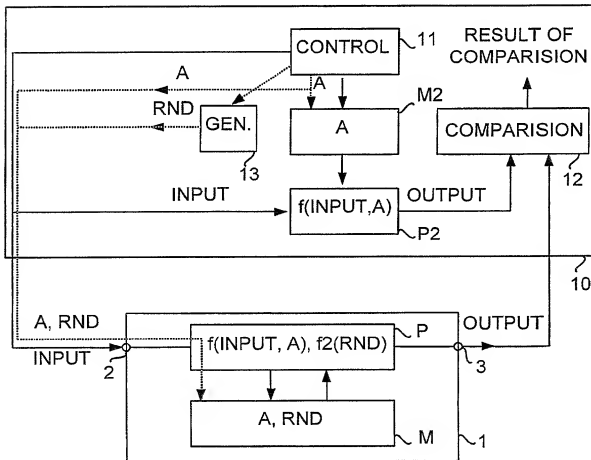 CONTROL
11
RESULT OF
COMPARISION
A
A
M2
RND
GEN.
13
A
COMPARISION
12
INPUT
f(INPUT,A)
OUTPUT
P2
10
A, RND
INPUT
2
f(INPUT, A), f2(RND)
P
3
OUTPUT
A, RND
M
1